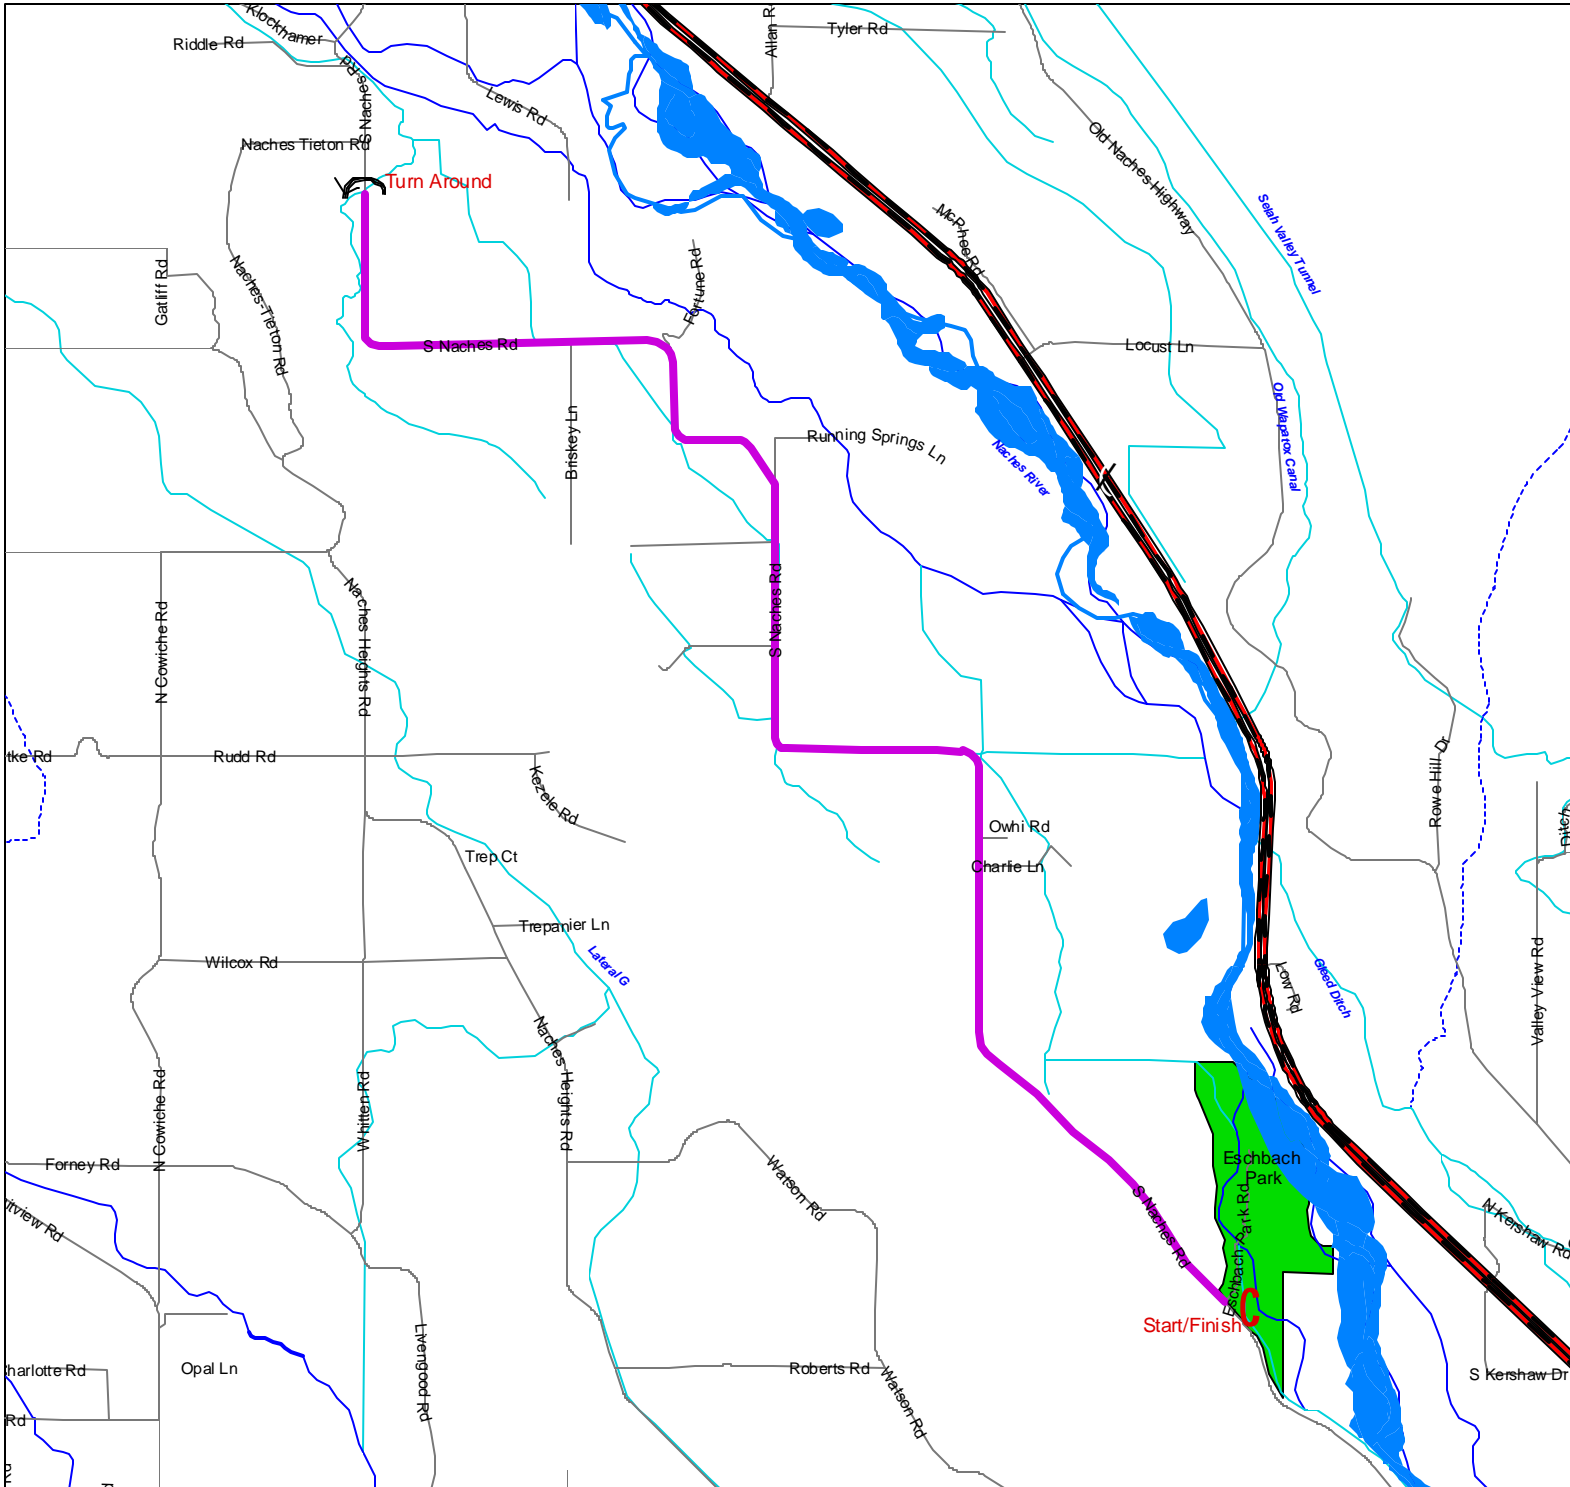 Klockhamer
Riddle Rd
S Naches Rd
Lewis Rd
Tyler Rd
Naches Tieton Rd
Turn Around
Old Naches Highway
McPhee Rd
Selah Valley Tunnel
Gatliff Rd
Naches-Tieton Rd
Fortune Rd
S Naches Rd
Locust Ln
Briskey Ln
Running Springs Ln
Naches River
Old Wapatox Canal
N Cowiche Rd
Naches Heights Rd
S Naches Rd
Rudd Rd
Kezele Rd
Rowe Hill Dr
Ditch
Owhi Rd
Trep Ct
Charlie Ln
Trepanier Ln
Wilcox Rd
Lateral G
Low Rd
Gleed Ditch
Valley View Rd
Naches Heights Rd
N Cowiche Rd
Whitten Rd
Forney Rd
Eschbach
Park
Watson Rd
S Naches Rd
Eschbach Park Rd
N Kershaw Rd
Start/Finish
Livengood Rd
Opal Ln
Roberts Rd
Watson Rd
S Kershaw Dr
Rd